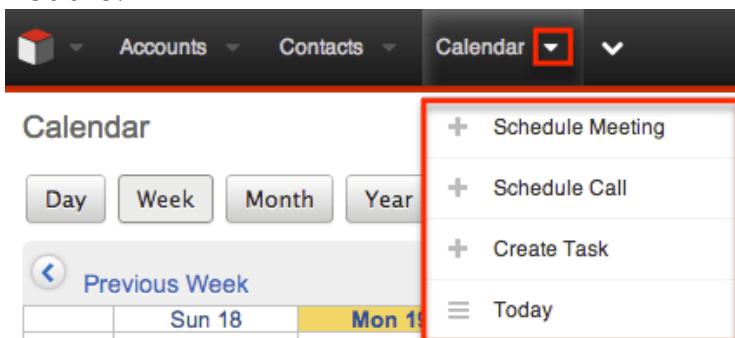 Accounts Contacts Calendar
Calendar
Schedule Meeting
Day Week Month Year
Schedule Call
Create Task
Previous Week
Today
Sun 18 Mon